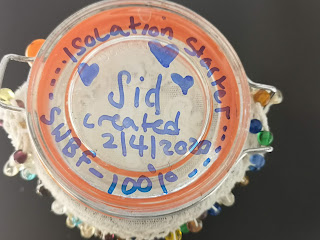 Isolation Starter
Sid
created
2/4/2020
SWBF-100%